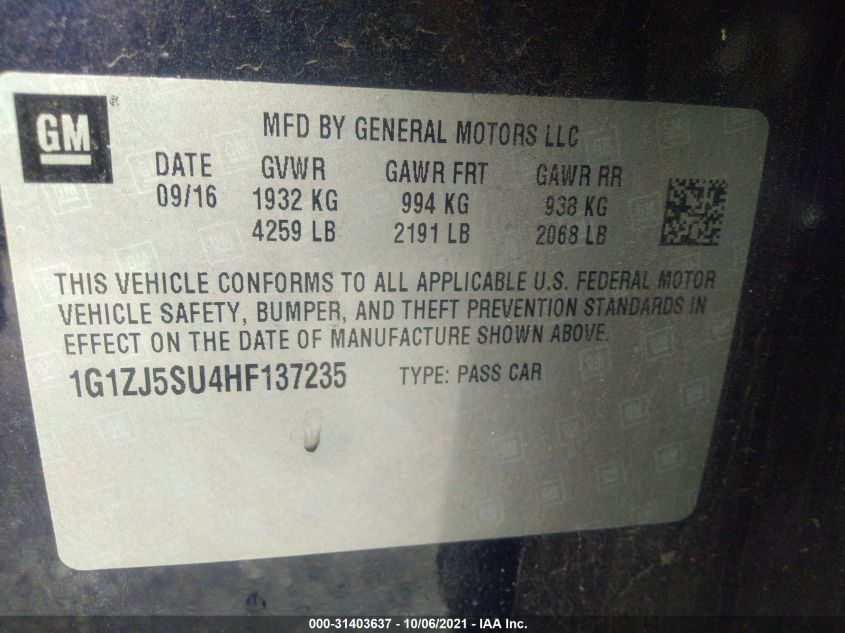 GM®
MFD BY GENERAL MOTORS LLC
DATE GVWR GAWR FRT GAWR RR
09/16 1932 KG 994 KG 938 KG
4259 LB 2191 LB 2068 LB
THIS VEHICLE CONFORMS TO ALL APPLICABLE U.S. FEDERAL MOTOR
VEHICLE SAFETY, BUMPER, AND THEFT PREVENTION STANDARDS IN
EFFECT ON THE DATE OF MANUFACTURE SHOWN ABOVE.
1G1ZJ5SU4HF137235 TYPE: PASS CAR
000-31403637 - 10/06/2021 - IAA Inc.